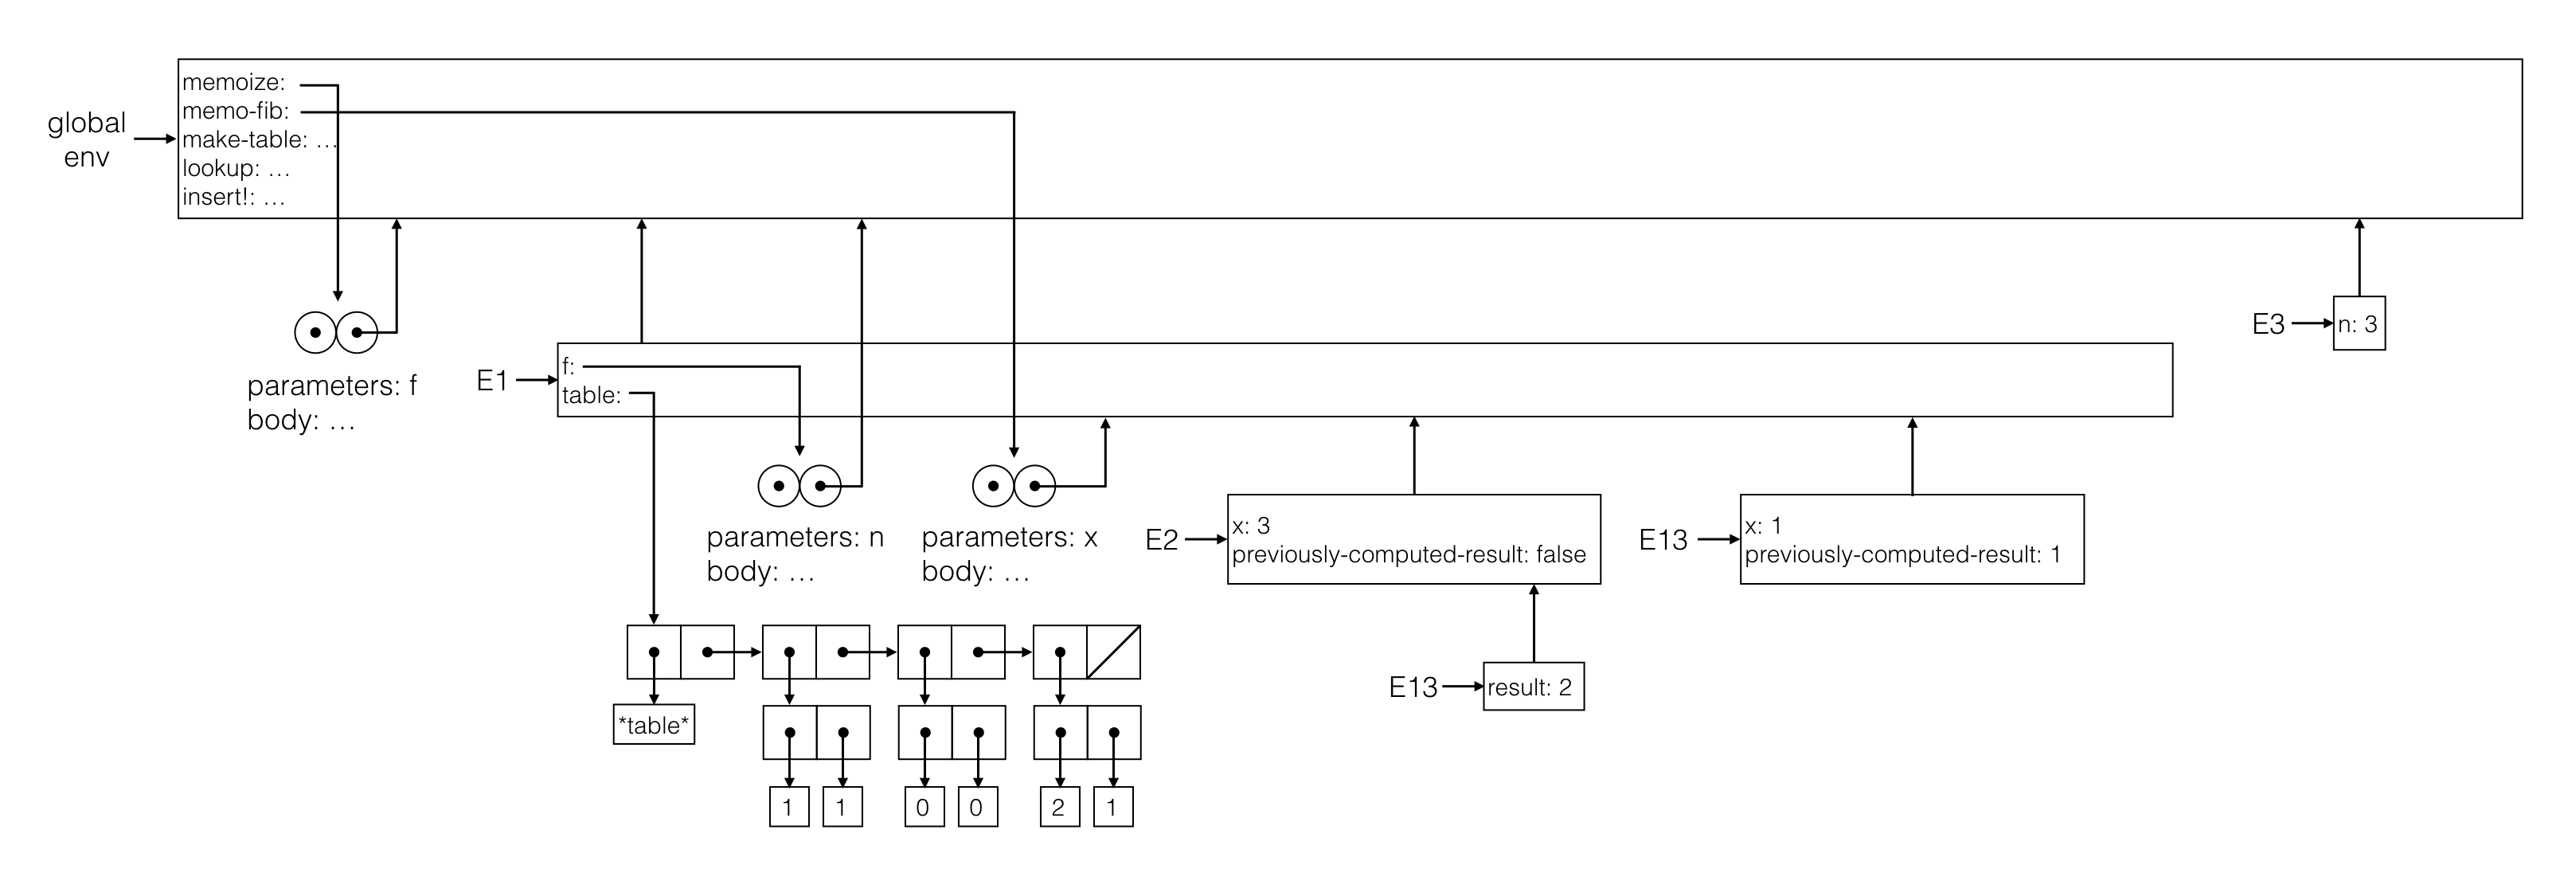 global
env
memoize:
memo-fib:
make-table: ...
lookup: ...
insert!: ...
parameters: f
body: ...
E1
f:
table:
E3
n: 3
parameters: n
body: ...
parameters: x
body: ...
E2
x: 3
previously-computed-result: false
E13
x: 1
previously-computed-result: 1
E13
result: 2
*table*
1 1 0 0 2 1